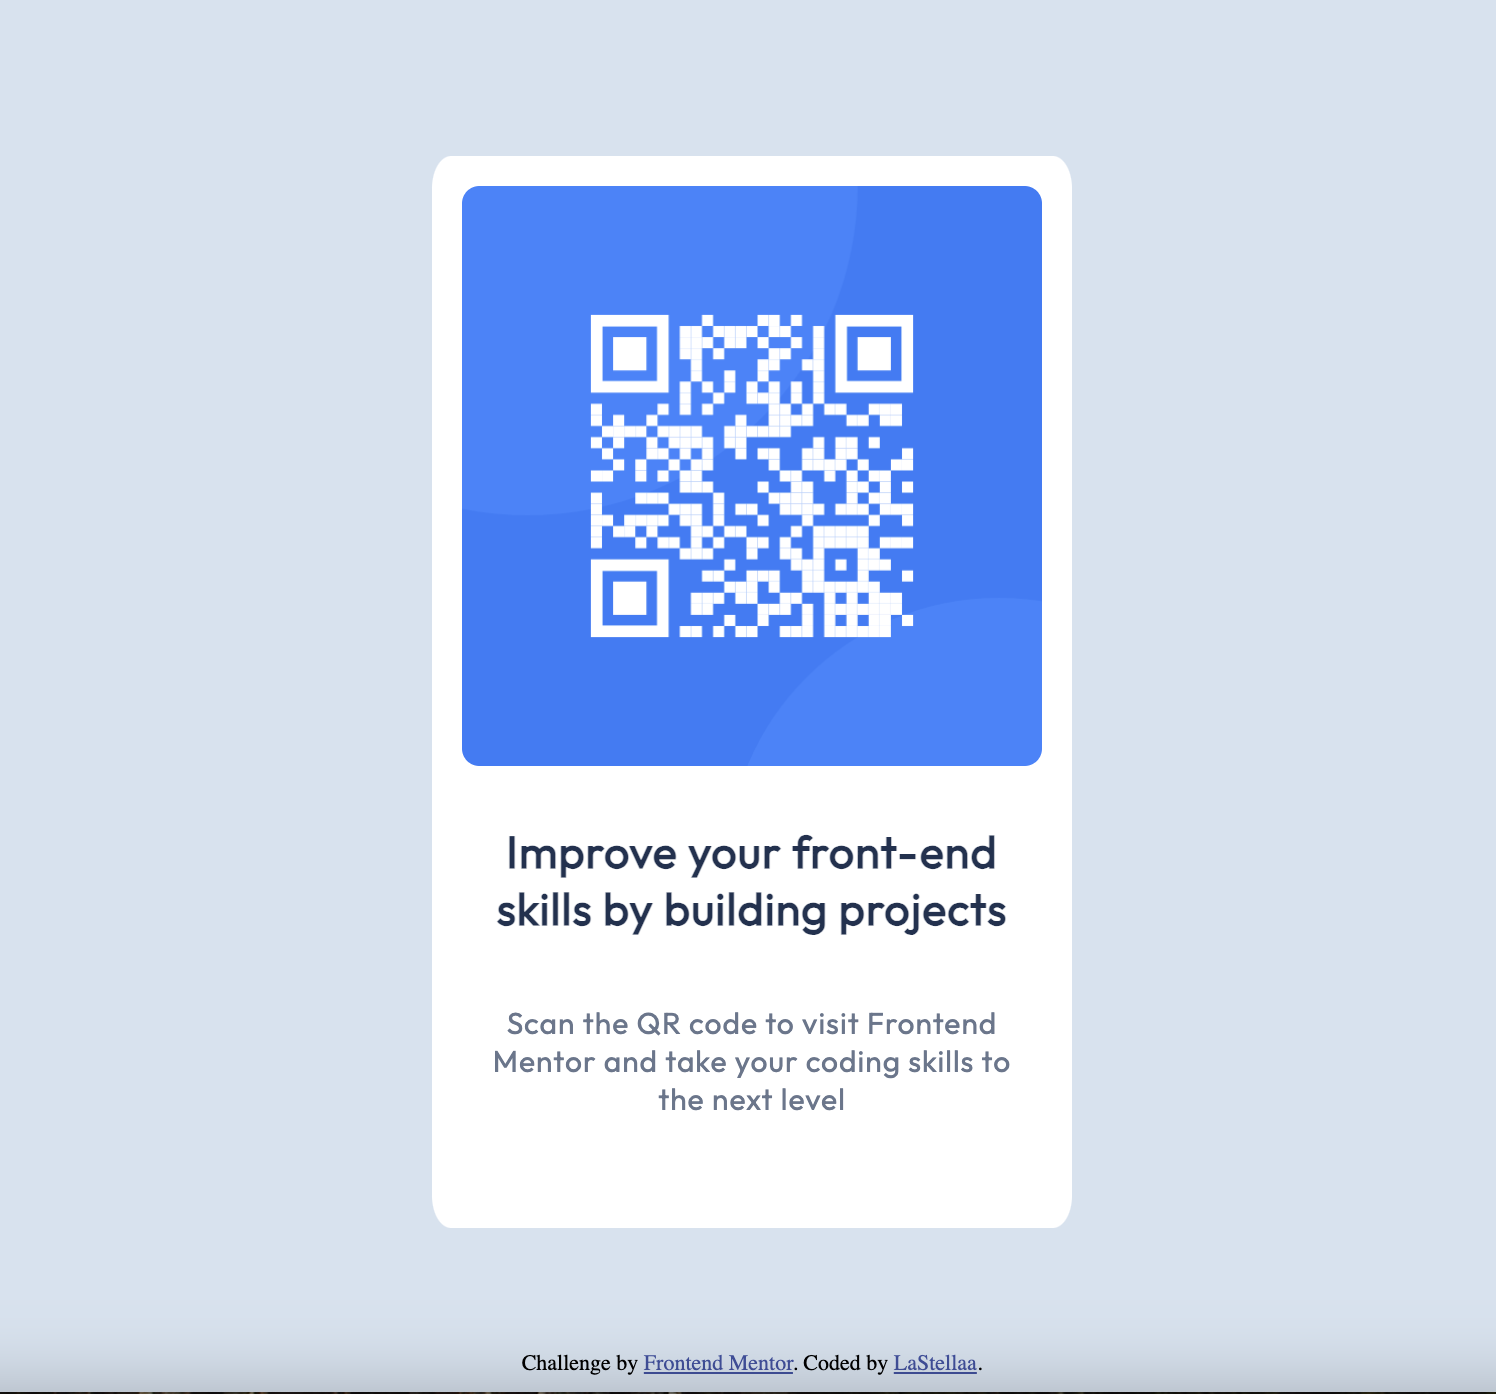 Improve your front-end
skills by building projects
Scan the QR code to visit Frontend
Mentor and take your coding skills to
the next level
Challenge by Frontend Mentor. Coded by LaStellaa.